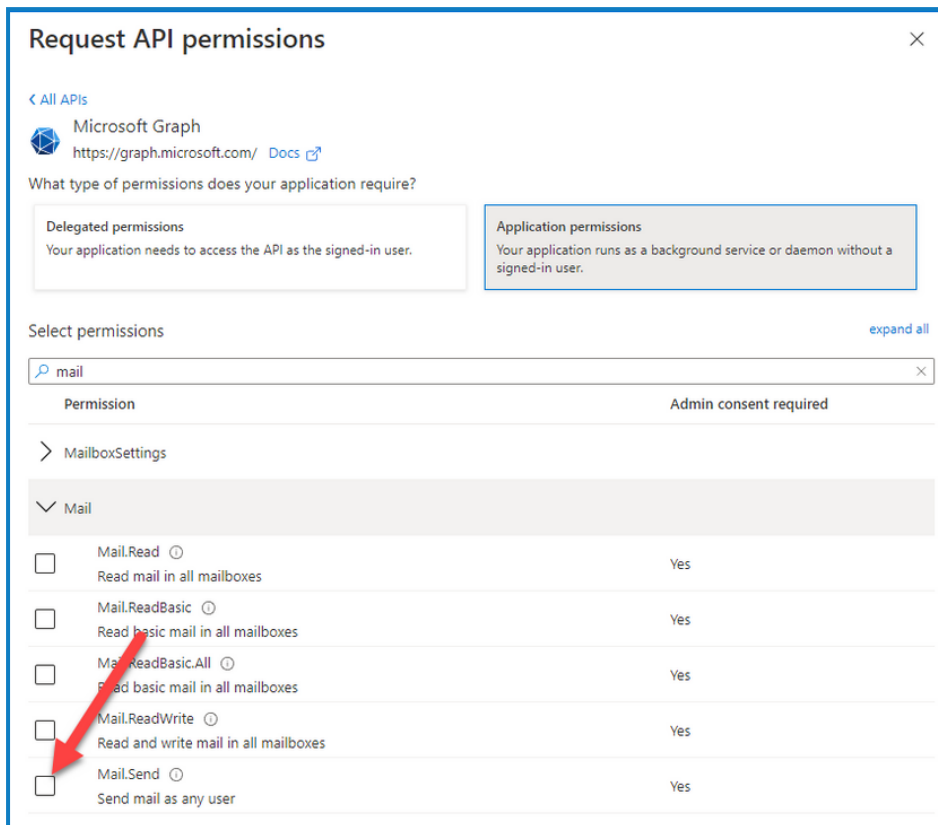 Request API permissions
All APIs
Microsoft Graph
https://graph.microsoft.com/ Docs
What type of permissions does your application require?
Delegated permissions
Your application needs to access the API as the signed-in user.
Application permissions
Your application runs as a background service or daemon without a
signed-in user.
Select permissions
expand all
mail
Permission
Admin consent required
MailboxSettings
Mail
Mail.Read
Read mail in all mailboxes
Yes
Mail.ReadBasic
Read basic mail in all mailboxes
Yes
Mail.ReadBasic.All
Read basic mail in all mailboxes
Yes
Mail.ReadWrite
Read and write mail in all mailboxes
Yes
Mail.Send
Send mail as any user
Yes